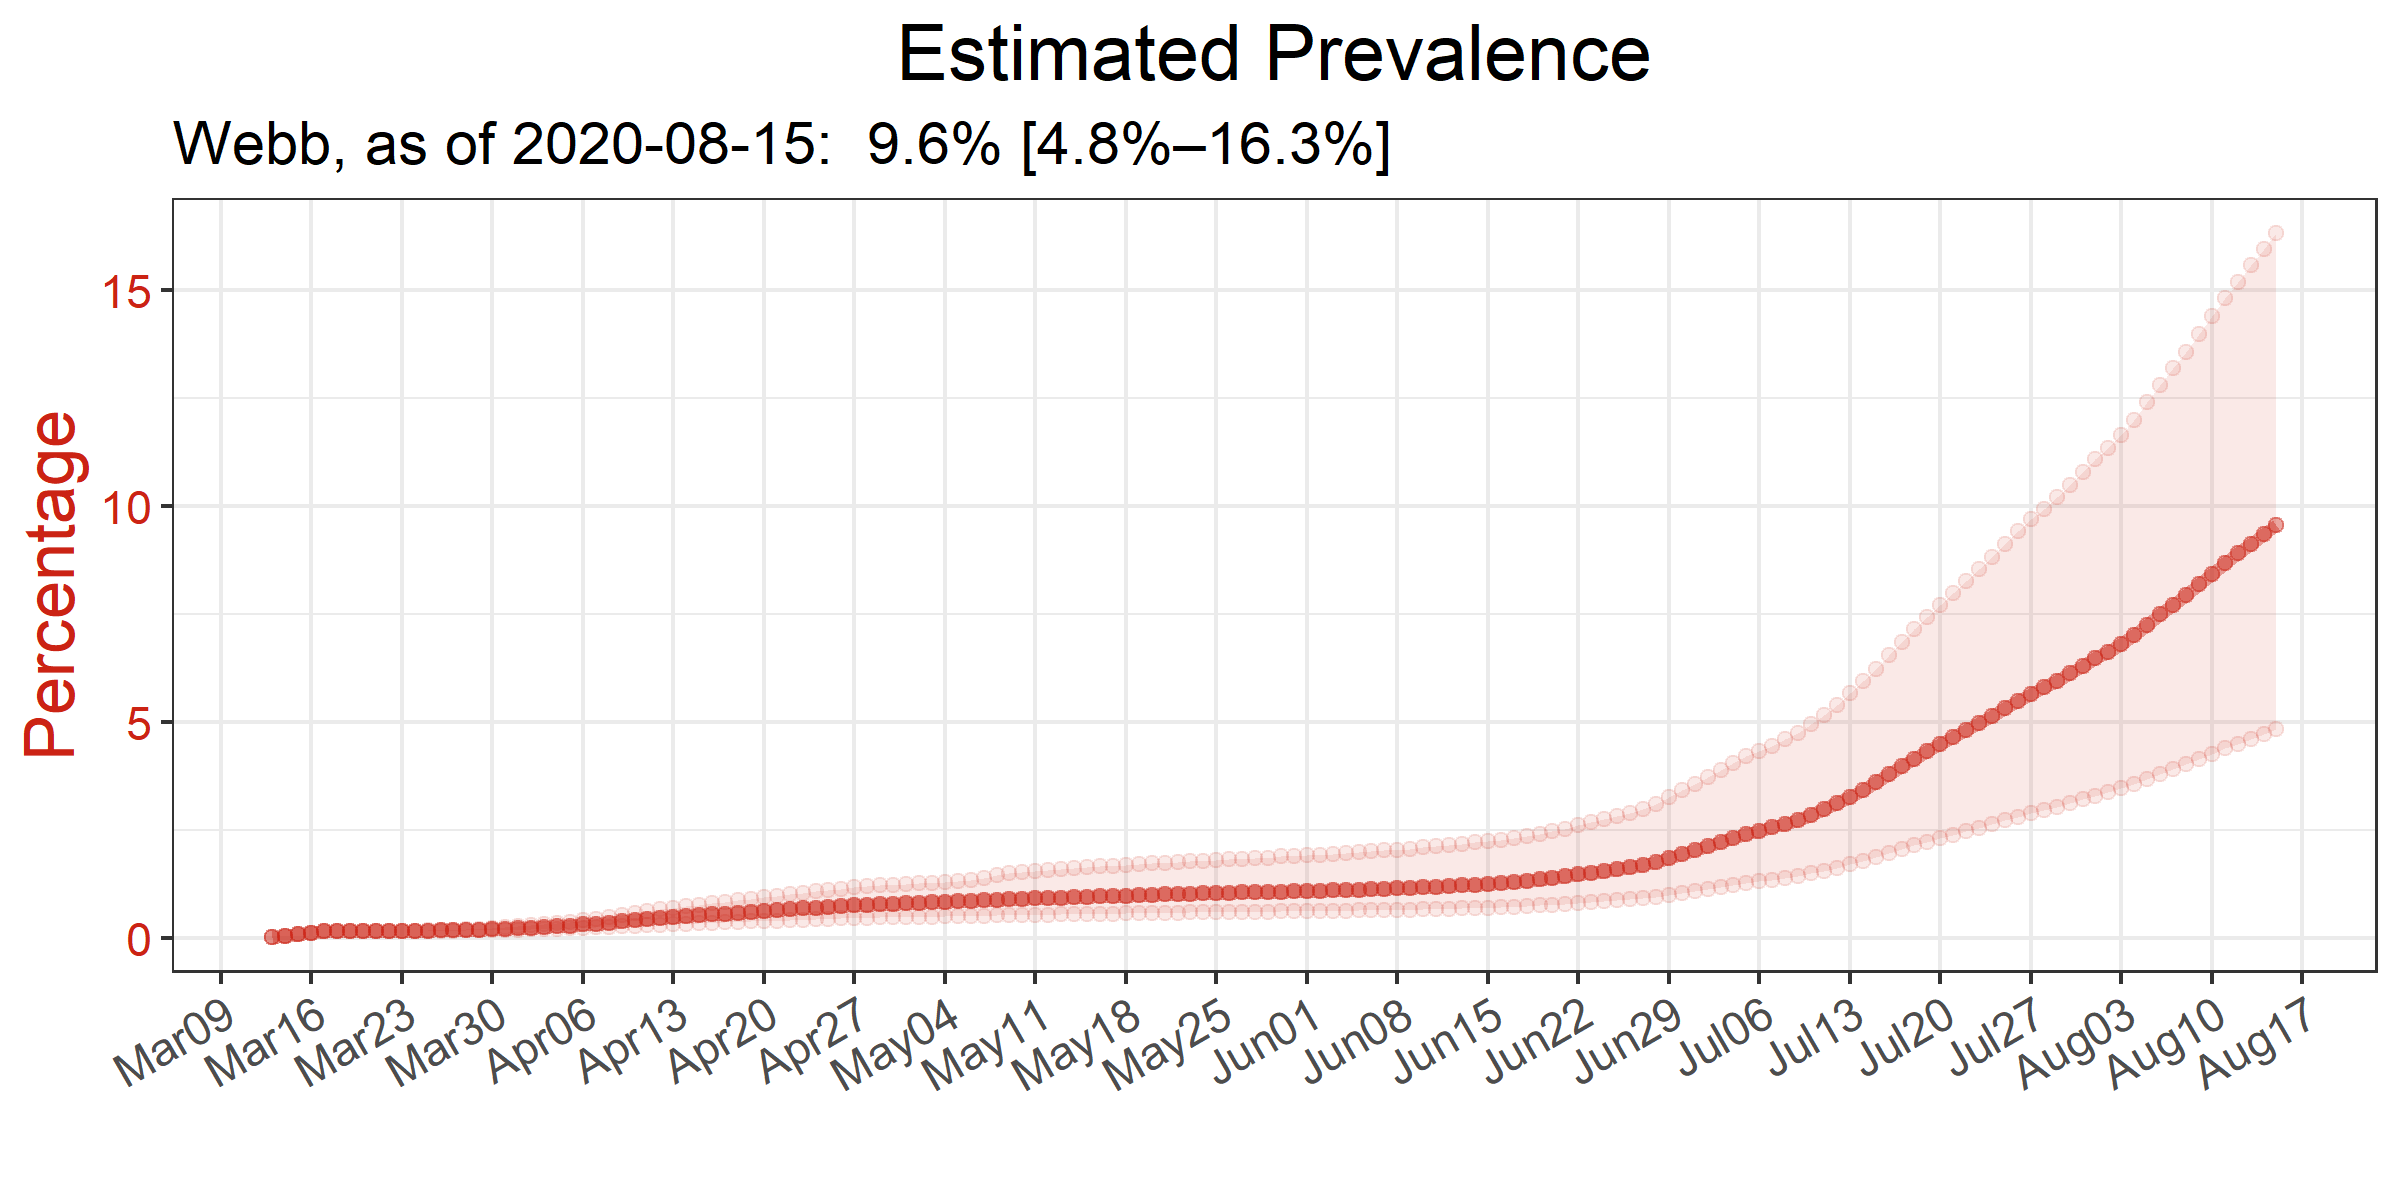 Estimated Prevalence
Webb, as of 2020-08-15:  9.6% [4.8%–16.3%]
Percentage
15
10
5
0
Mar09
Mar16
Mar23
Mar30
Apr06
Apr13
Apr20
Apr27
May04
May11
May18
May25
Jun01
Jun08
Jun15
Jun22
Jun29
Jul06
Jul13
Jul20
Jul27
Aug03
Aug10
Aug17